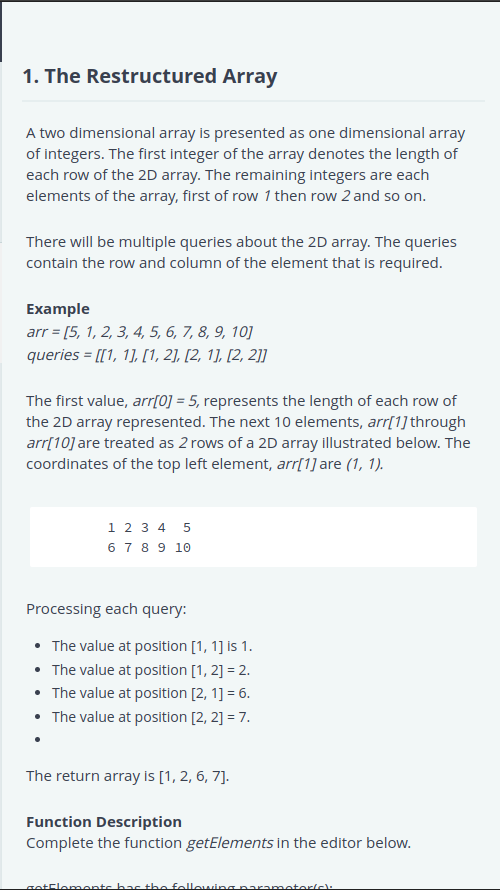 1. The Restructured Array
A two dimensional array is presented as one dimensional array
of integers. The first integer of the array denotes the length of
each row of the 2D array. The remaining integers are each
elements of the array, first of row 1 then row 2 and so on.
There will be multiple queries about the 2D array. The queries
contain the row and column of the element that is required.
Example
arr = [5, 1, 2, 3, 4, 5, 6, 7, 8, 9, 10]
queries = [[1, 1], [1, 2], [2, 1], [2, 2]]
The first value, arr[0] = 5, represents the length of each row of
the 2D array represented. The next 10 elements, arr[1] through
arr[10] are treated as 2 rows of a 2D array illustrated below. The
coordinates of the top left element, arr[1] are (1, 1).
1 2 3 4 5
6 7 8 9 10
Processing each query:
• The value at position [1, 1] is 1.
• The value at position [1, 2] = 2.
• The value at position [2, 1] = 6.
• The value at position [2, 2] = 7.
•
The return array is [1, 2, 6, 7].
Function Description
Complete the function getElements in the editor below.
getElements has the following parameter(s):